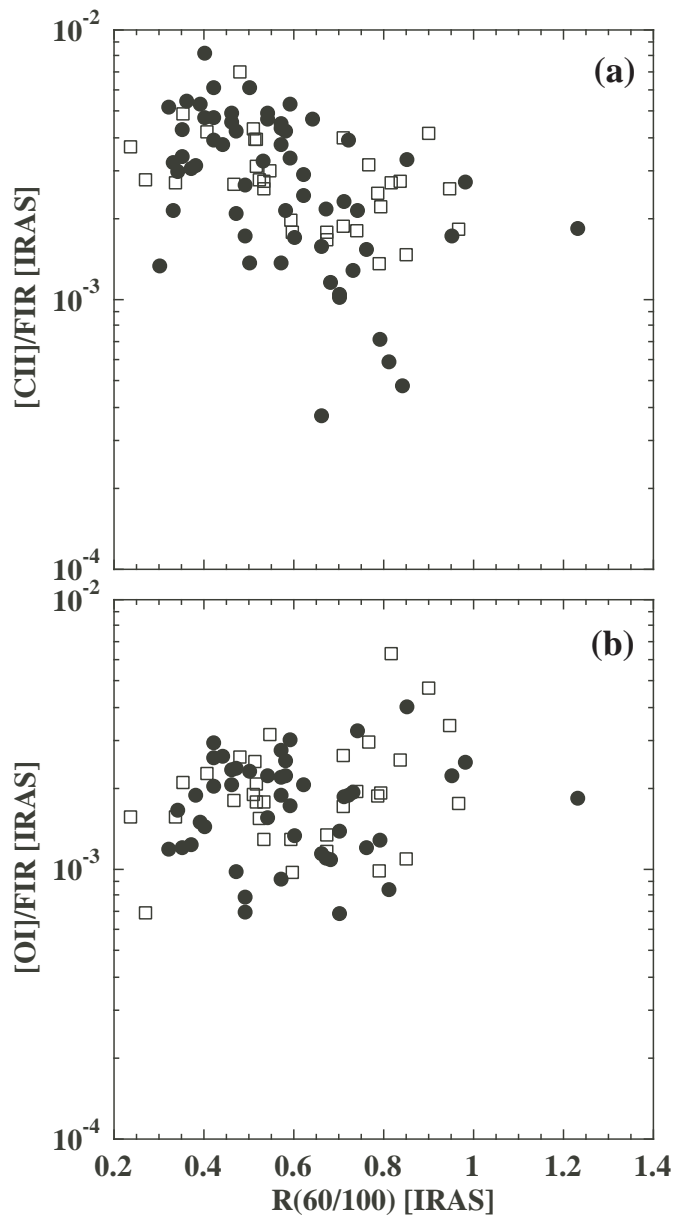 10⁻²
(a)
[CII]/FIR [IRAS]
10⁻³
10⁻⁴
10⁻²
(b)
[OI]/FIR [IRAS]
10⁻³
10⁻⁴
0.2 0.4 0.6 0.8 1 1.2 1.4
R(60/100) [IRAS]